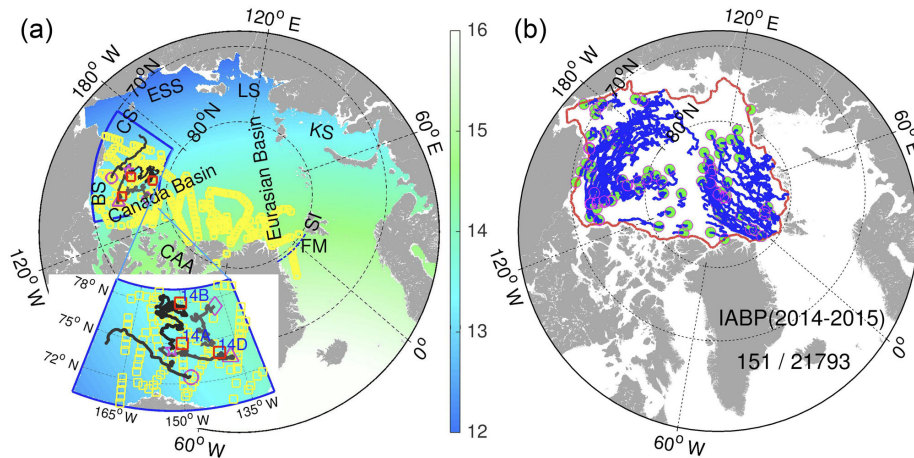 (a)
120° E
180° W
70°N
ESS
LS
80°N
KS
60° E
CS
BS
Canada Basin
Eurasian Basin
SI
FM
CAA
120° W
0°
60° W
78° N
75° N
72° N
165° W
150° W
135° W
14B
14D
16
15
14
13
12
(b)
120° E
180° W
70°N
80°N
60° E
120° W
0°
60° W
IABP(2014-2015)
151 / 21793